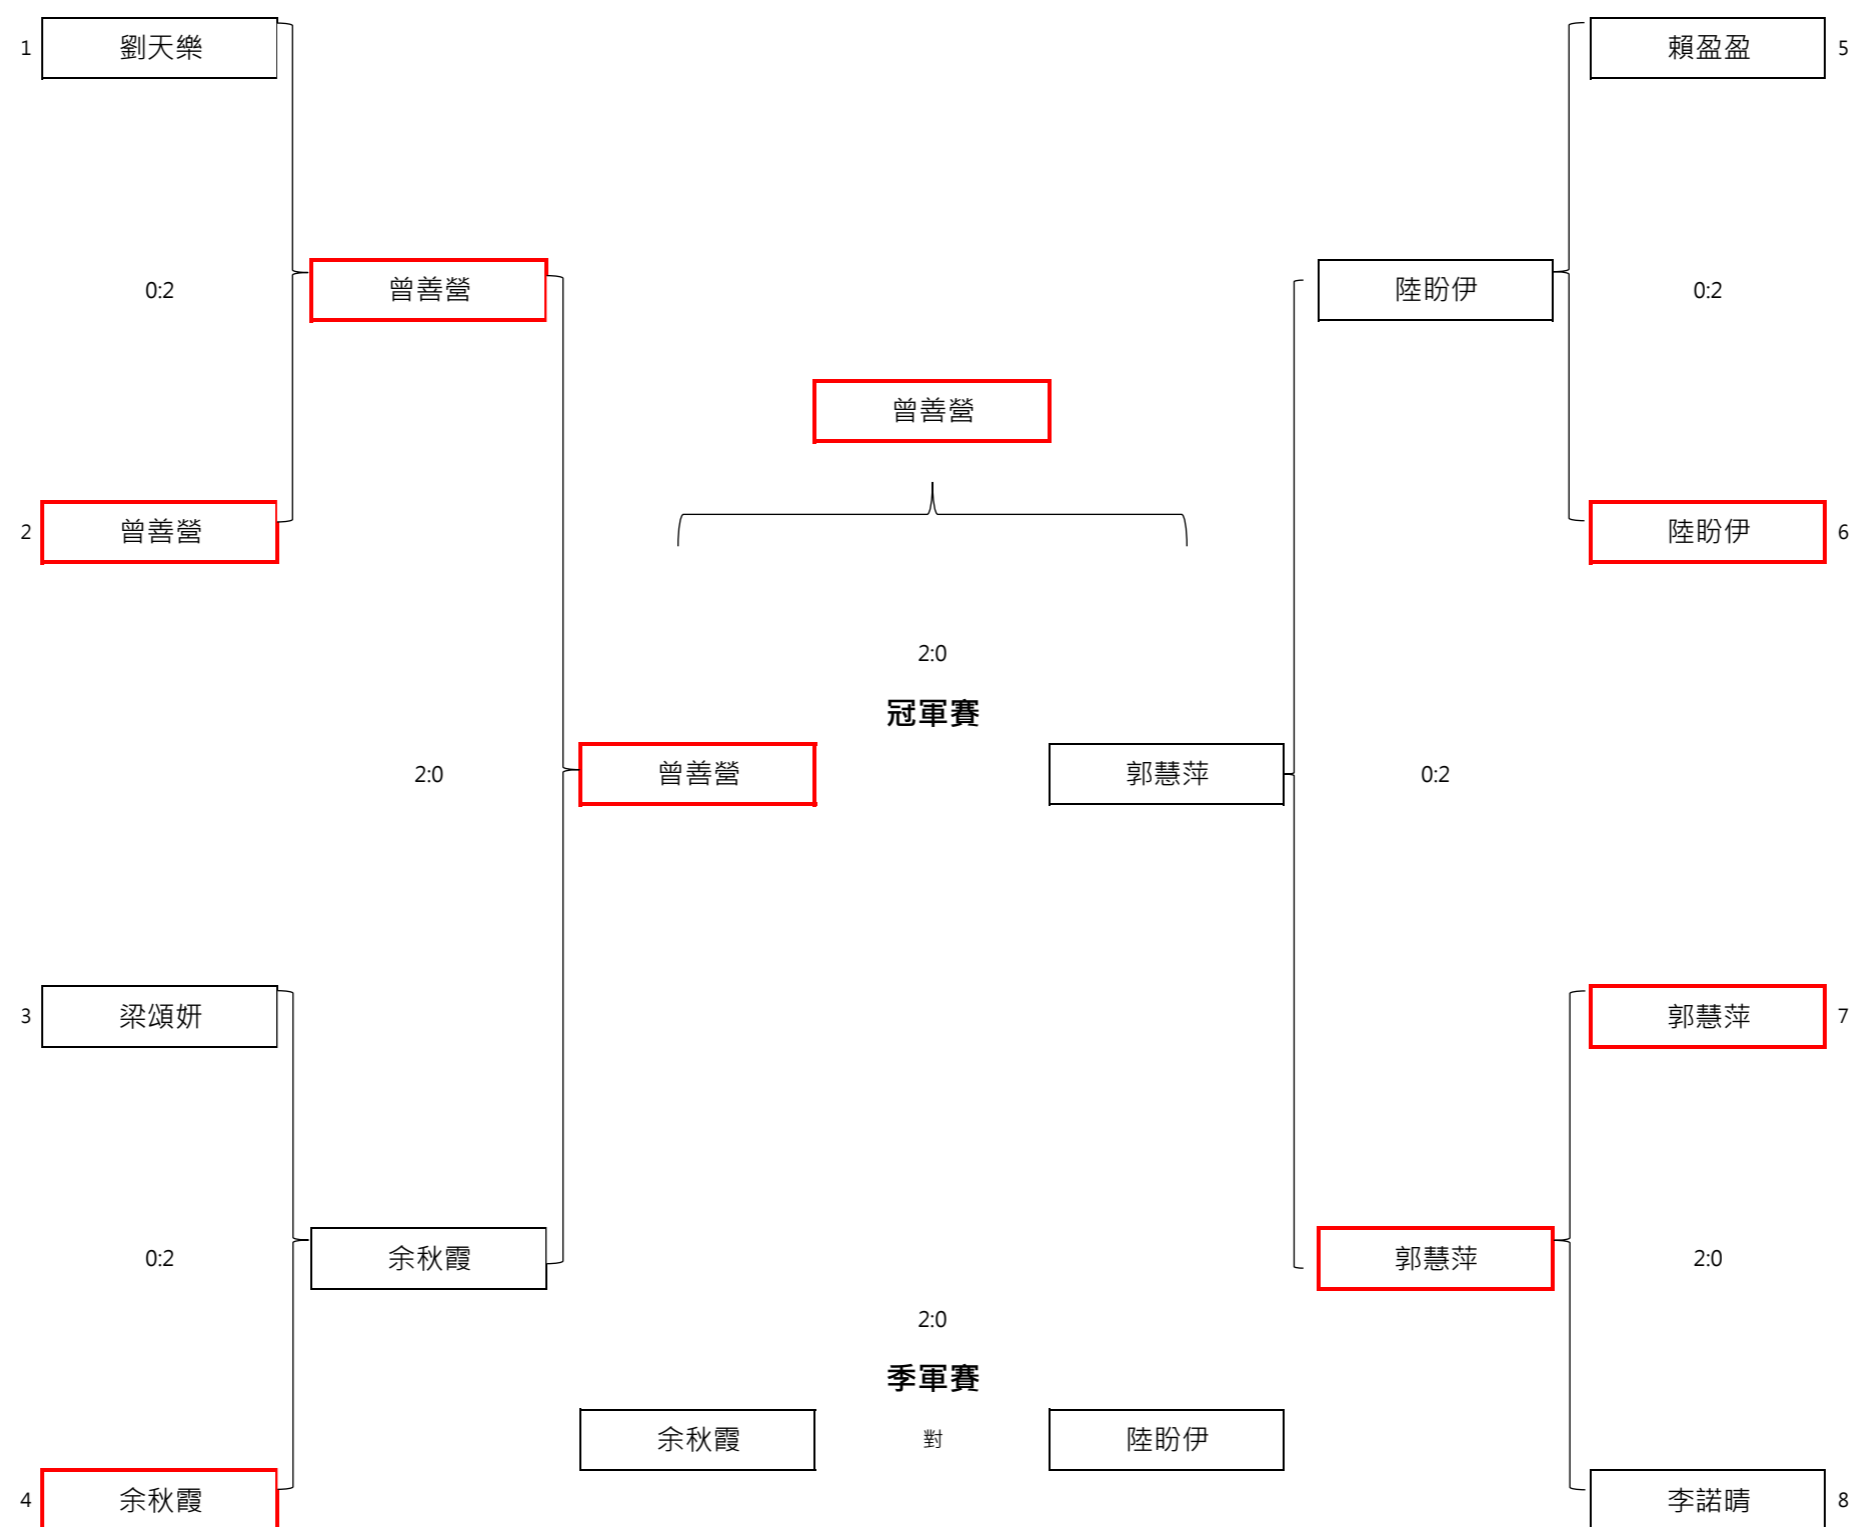 1 劉天樂 賴盈盈 5
0:2 曾善營 陸盼伊 0:2
曾善營
2 曾善營 陸盼伊 6
2:0
冠軍賽
2:0 曾善營 郭慧萍 0:2
3 梁頌妍 郭慧萍 7
0:2 余秋霞 郭慧萍 2:0
2:0
季軍賽
余秋霞 對 陸盼伊
4 余秋霞 李諾晴 8